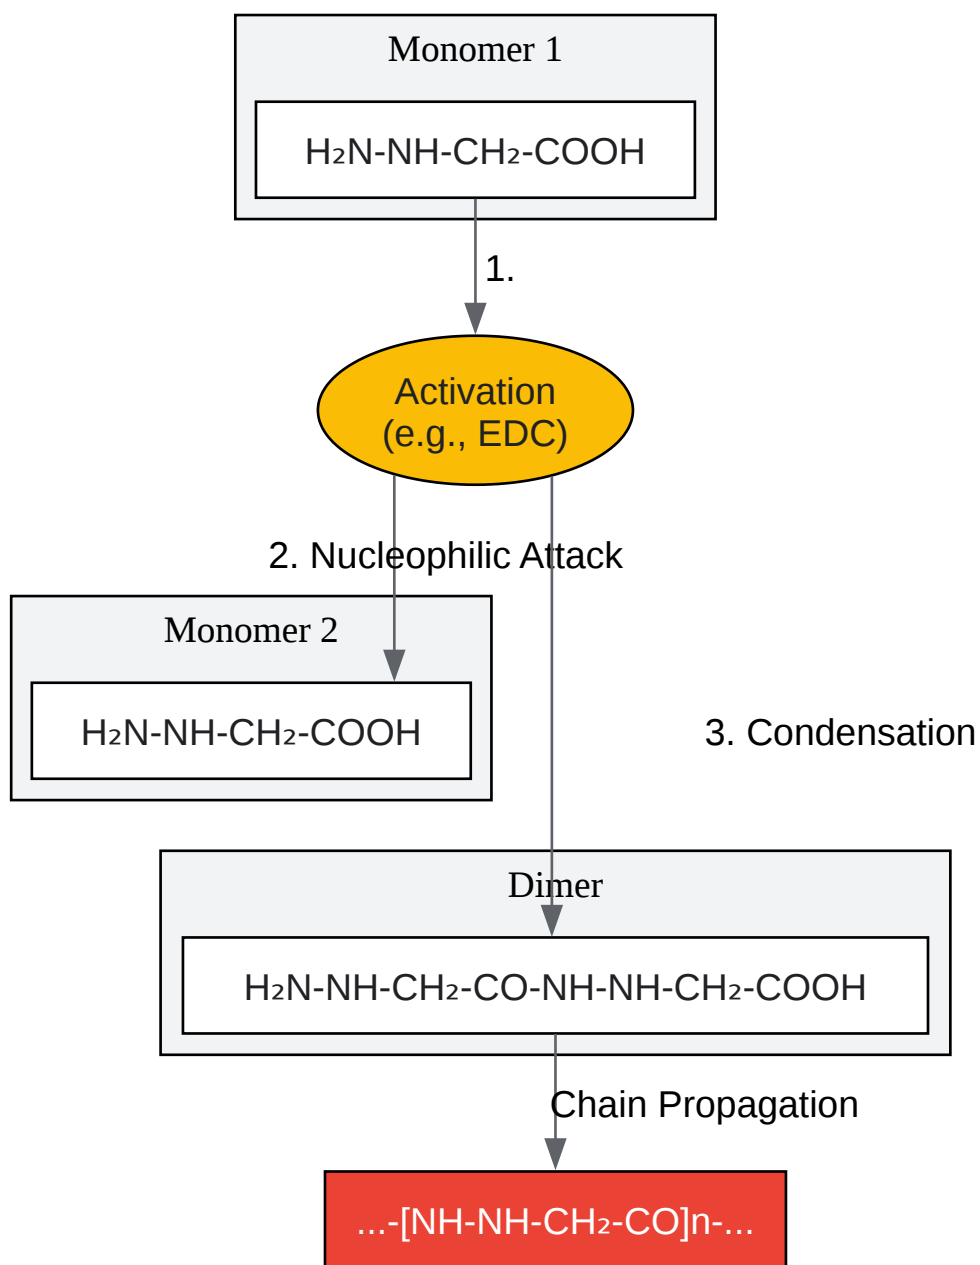 Monomer 1
H₂N-NH-CH₂-COOH
1.
Activation
(e.g., EDC)
2. Nucleophilic Attack
Monomer 2
H₂N-NH-CH₂-COOH
3. Condensation
Dimer
H₂N-NH-CH₂-CO-NH-NH-CH₂-COOH
Chain Propagation
...-[NH-NH-CH₂-CO]n-...